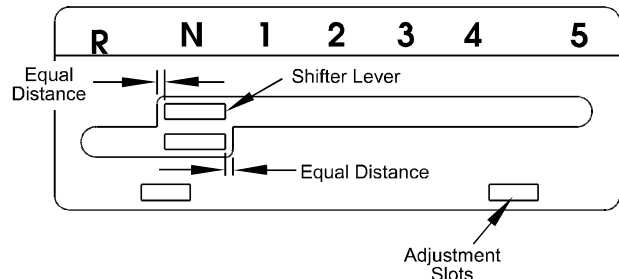 R N 1 2 3 4 5
Equal
Distance
Shifter Lever
Equal Distance
Adjustment
Slots